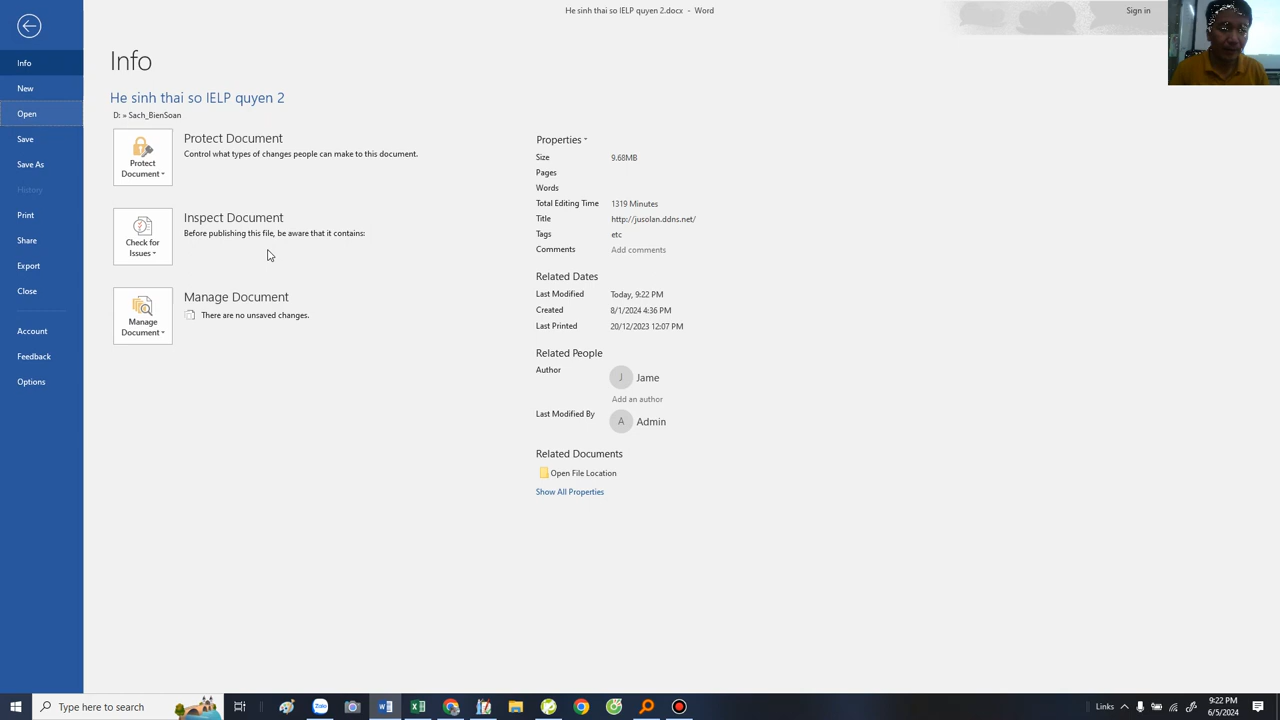 He sinh thai so IELP quyen 2.docx - Word
Sign in
Info
New
Open
Save
Save As
History
Print
Share
Export
Close
Account
Feedback
Options
Info
He sinh thai so IELP quyen 2
D: » Sach_BienSoan
Protect Document
Protect Document
Control what types of changes people can make to this document.
Check for Issues
Inspect Document
Before publishing this file, be aware that it contains:
Manage Document
Manage Document
There are no unsaved changes.
Properties
Size 9.68MB
Pages
Words
Total Editing Time 1319 Minutes
Title http://jusolan.ddns.net/
Tags etc
Comments Add comments
Related Dates
Last Modified Today, 9:22 PM
Created 8/1/2024 4:36 PM
Last Printed 20/12/2023 12:07 PM
Related People
Author J Jame
Add an author
Last Modified By A Admin
Related Documents
Open File Location
Show All Properties
Type here to search
Zalo
Links
9:22 PM
6/5/2024